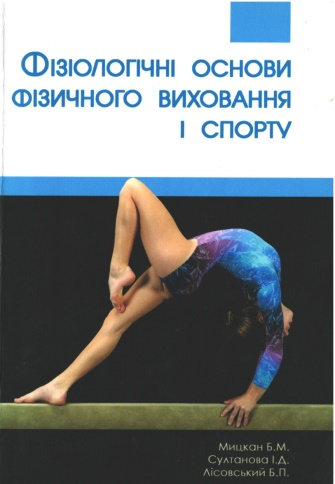 Фізіологічні основи
фізичного виховання
і спорту
Мицкан Б.М.
Султанова І.Д.
Лісовський Б.П.